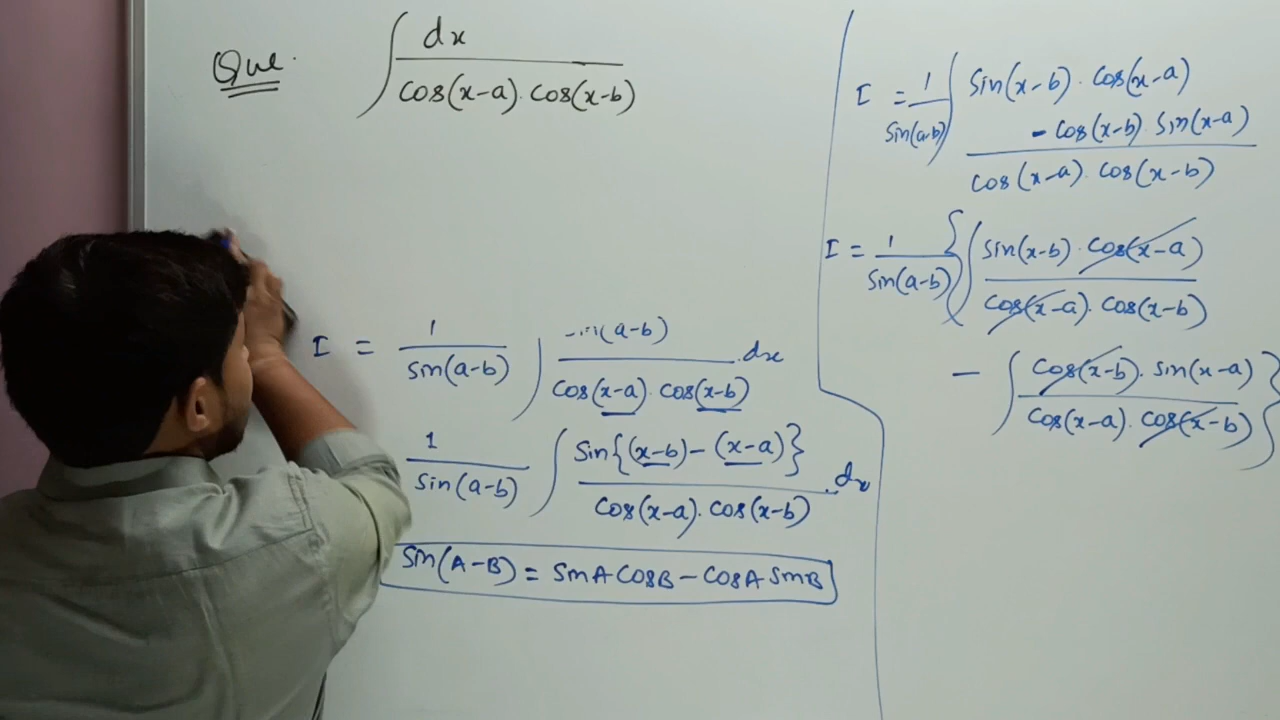 Que. ∫ dx / cos(x-a). cos(x-b)
I = 1/sin(a-b) ∫ (a-b) / cos(x-a). cos(x-b) .dx
1/sin(a-b) ∫ sin{(x-b)-(x-a)} / cos(x-a). cos(x-b) .dx
Sin(A-B) = SinA CosB - CosA SinB
I = 1/sin(a-b) ∫ Sin(x-b). cos(x-a)
- cos(x-b). sin(x-a)
/ cos(x-a). cos(x-b)
I = 1/sin(a-b) { ∫ sin(x-b). cos(x-a) / cos(x-a). cos(x-b)
- ∫ cos(x-b). sin(x-a) / cos(x-a). cos(x-b) }